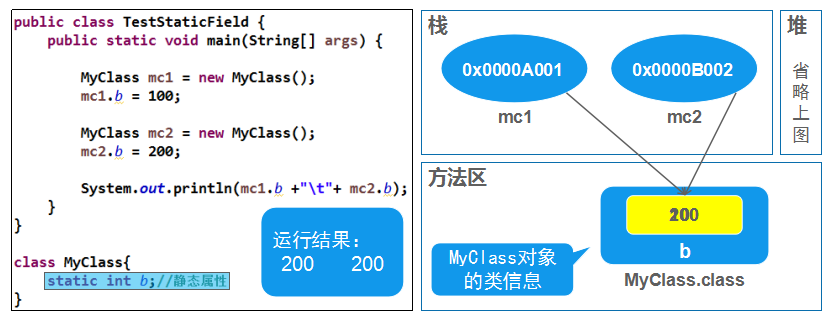 public class TestStaticField {
public static void main(String[] args) {
MyClass mc1 = new MyClass();
mc1.b = 100;
MyClass mc2 = new MyClass();
mc2.b = 200;
System.out.println(mc1.b +"\t"+ mc2.b);
}
}
class MyClass{
static int b;//静态属性
}
运行结果：
200 200
栈
0x0000A001
mc1
0x0000B002
mc2
堆
省
略
上
图
方法区
200
b
MyClass.class
MyClass对象
的类信息